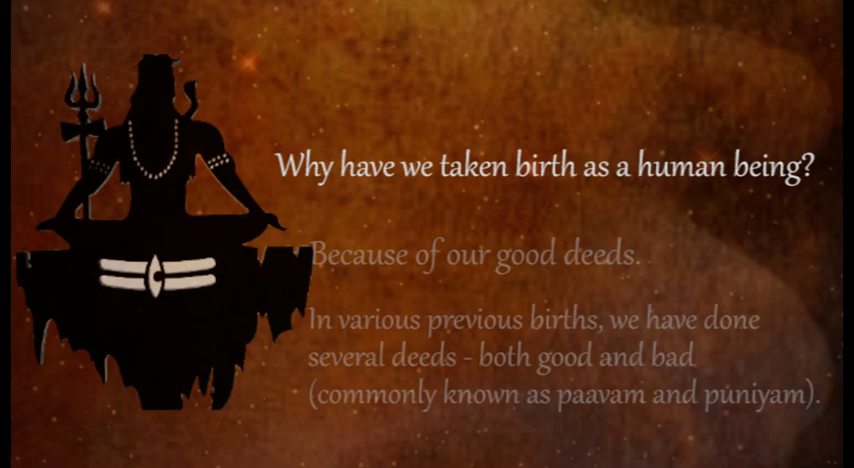 Why have we taken birth as a human being?
Because of our good deeds.
In various previous births, we have done
several deeds - both good and bad
(commonly known as paavam and puniyam).